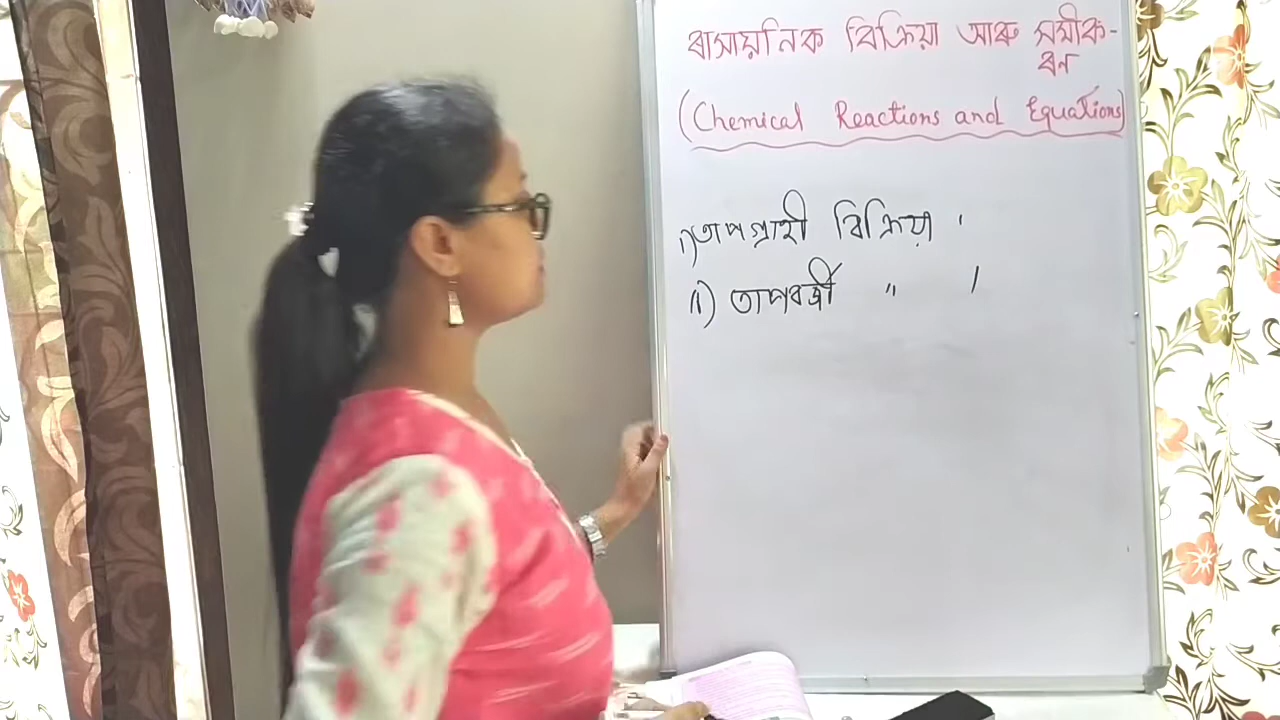 ৰাসায়নিক বিক্ৰিয়া আৰু সমীক-
ৰণ
(Chemical Reactions and Equations)
i) তাপগ্ৰাহী বিক্ৰিয়া ।
ii) তাপবৰ্জী " ।